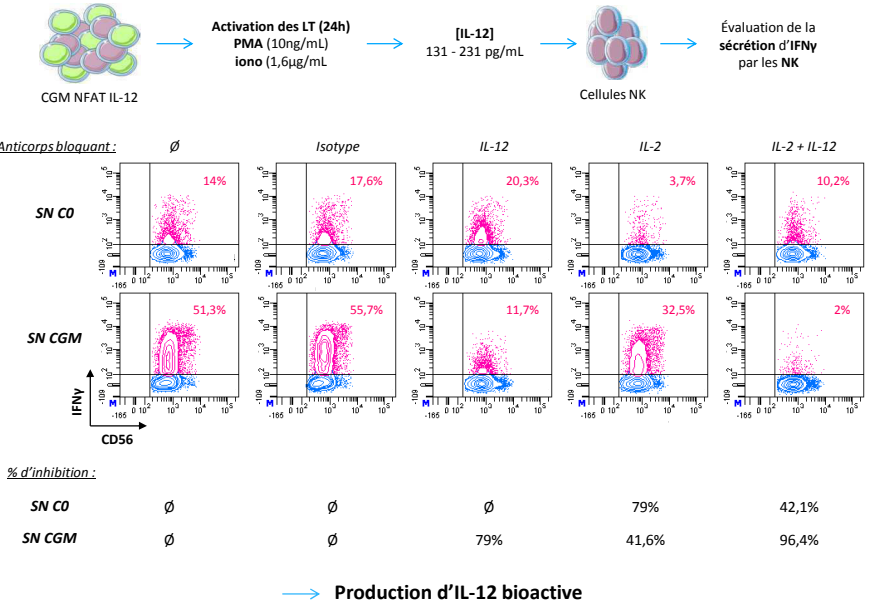 Activation des LT (24h)
PMA (10ng/mL)
iono (1,6µg/mL
[IL-12]
131 - 231 pg/mL
Évaluation de la
sécrétion d'IFNγ
par les NK
CGM NFAT IL-12
Cellules NK
Anticorps bloquant :
Ø
Isotype
IL-12
IL-2
IL-2 + IL-12
SN C0
14%
17,6%
20,3%
3,7%
10,2%
SN CGM
51,3%
55,7%
11,7%
32,5%
2%
IFNγ
CD56
% d'inhibition :
SN C0 Ø Ø Ø 79% 42,1%
SN CGM Ø Ø 79% 41,6% 96,4%
Production d'IL-12 bioactive